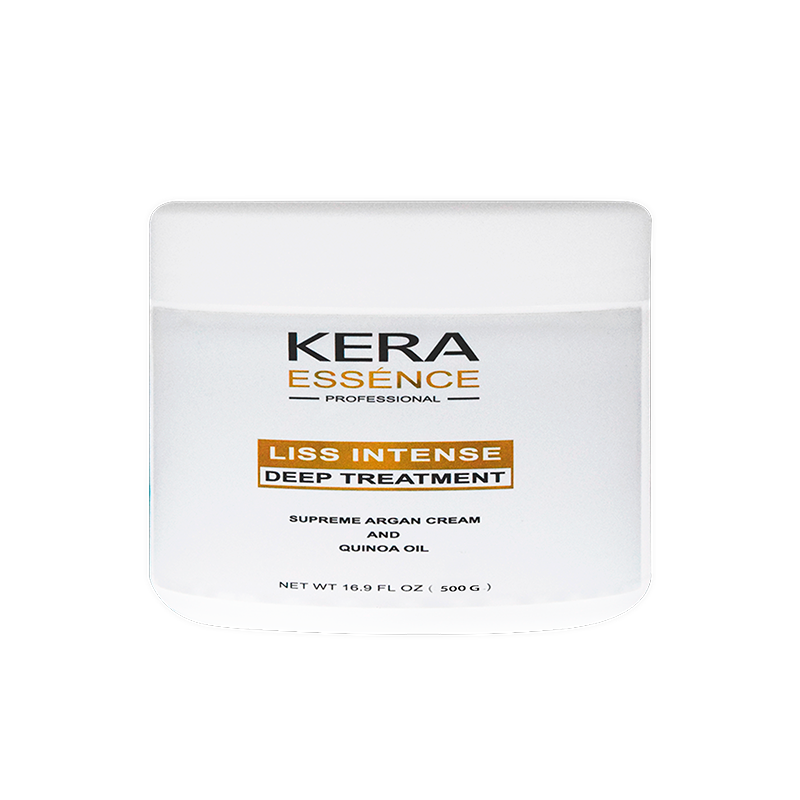 KERA
ESSÉNCE
PROFESSIONAL
LISS INTENSE
DEEP TREATMENT
SUPREME ARGAN CREAM
AND
QUINOA OIL
NET WT 16.9 FL OZ ( 500 G )